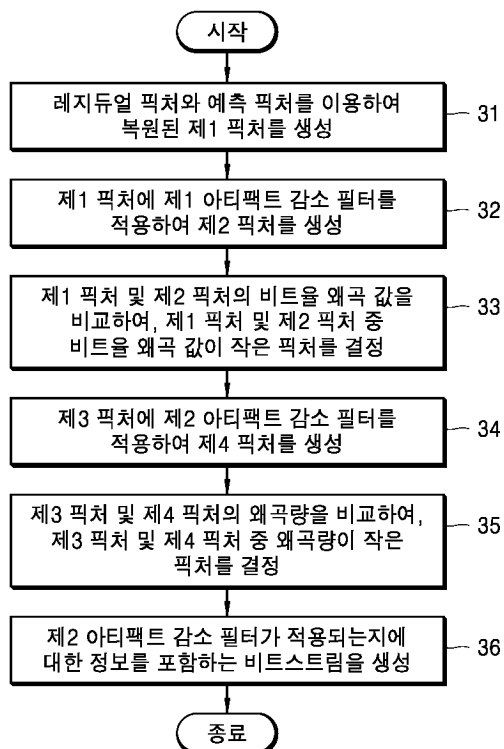 시작
레지듀얼 픽처와 예측 픽처를 이용하여
복원된 제1 픽처를 생성
31
제1 픽처에 제1 아티팩트 감소 필터를
적용하여 제2 픽처를 생성
32
제1 픽처 및 제2 픽처의 비트율 왜곡 값을
비교하여, 제1 픽처 및 제2 픽처 중
비트율 왜곡 값이 작은 픽처를 결정
33
제3 픽처에 제2 아티팩트 감소 필터를
적용하여 제4 픽처를 생성
34
제3 픽처 및 제4 픽처의 왜곡량을 비교하여,
제3 픽처 및 제4 픽처 중 왜곡량이 작은
픽처를 결정
35
제2 아티팩트 감소 필터가 적용되는지에
대한 정보를 포함하는 비트스트림을 생성
36
종료